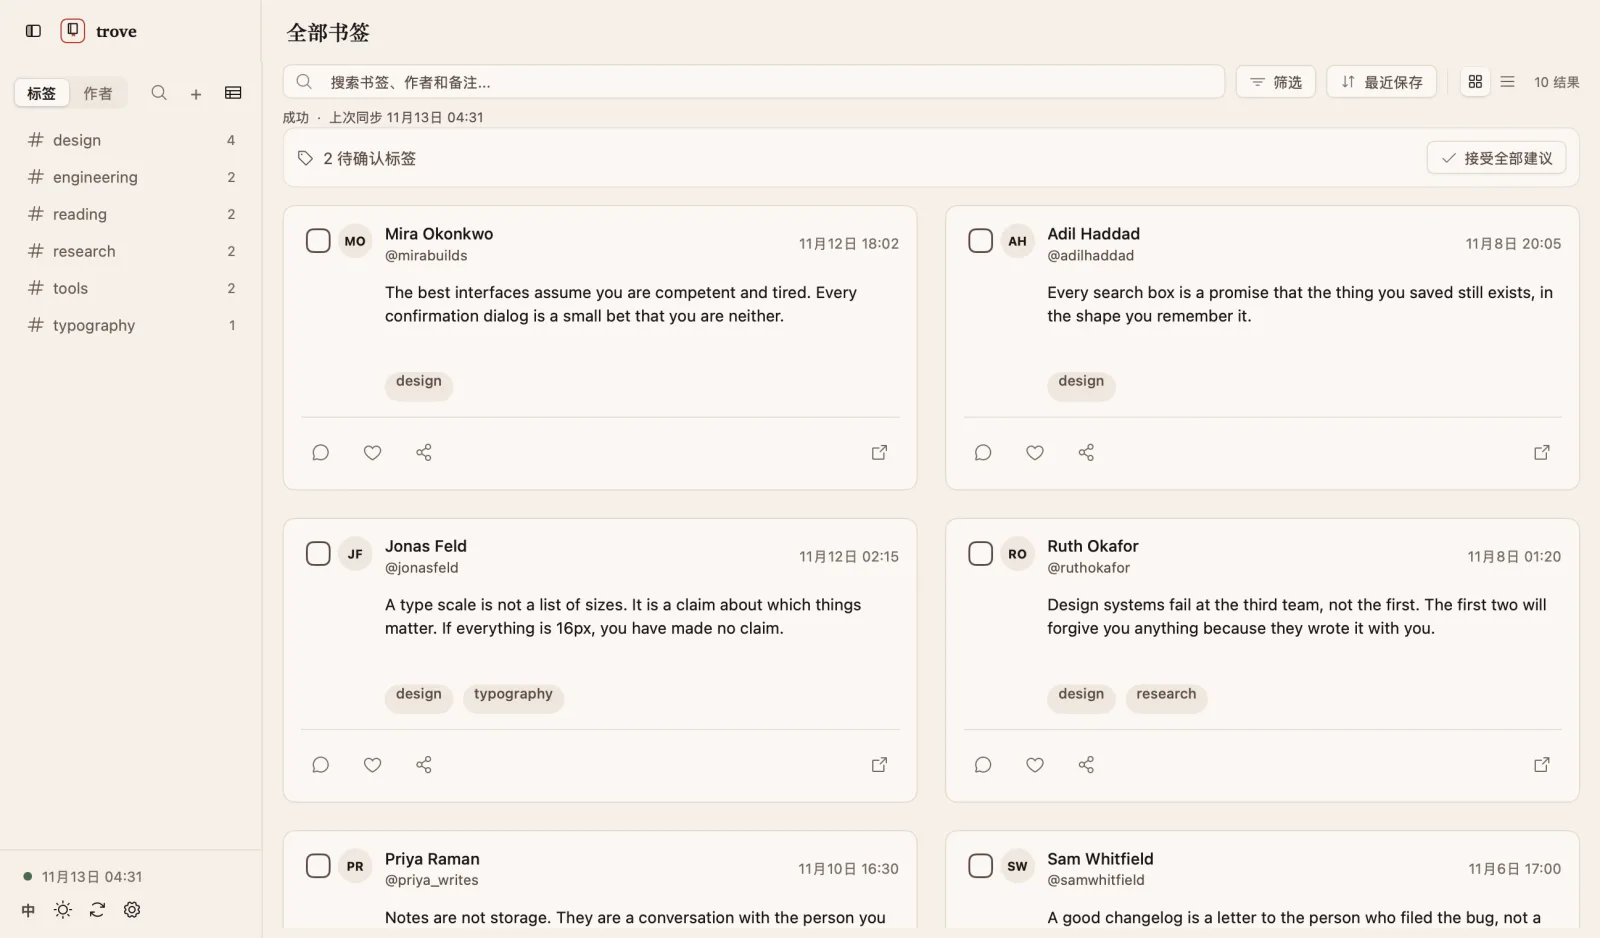 trove
标签
作者
design 4
engineering 2
reading 2
research 2
tools 2
typography 1
11月13日 04:31
中
全部书签
搜索书签、作者和备注...
筛选
最近保存
10 结果
成功 · 上次同步 11月13日 04:31
2 待确认标签
接受全部建议
MO
Mira Okonkwo
@mirabuilds
11月12日 18:02
The best interfaces assume you are competent and tired. Every
confirmation dialog is a small bet that you are neither.
design
AH
Adil Haddad
@adilhaddad
11月8日 20:05
Every search box is a promise that the thing you saved still exists, in
the shape you remember it.
design
JF
Jonas Feld
@jonasfeld
11月12日 02:15
A type scale is not a list of sizes. It is a claim about which things
matter. If everything is 16px, you have made no claim.
design typography
RO
Ruth Okafor
@ruthokafor
11月8日 01:20
Design systems fail at the third team, not the first. The first two will
forgive you anything because they wrote it with you.
design research
PR
Priya Raman
@priya_writes
11月10日 16:30
Notes are not storage. They are a conversation with the person you
SW
Sam Whitfield
@samwhitfield
11月6日 17:00
A good changelog is a letter to the person who filed the bug, not a